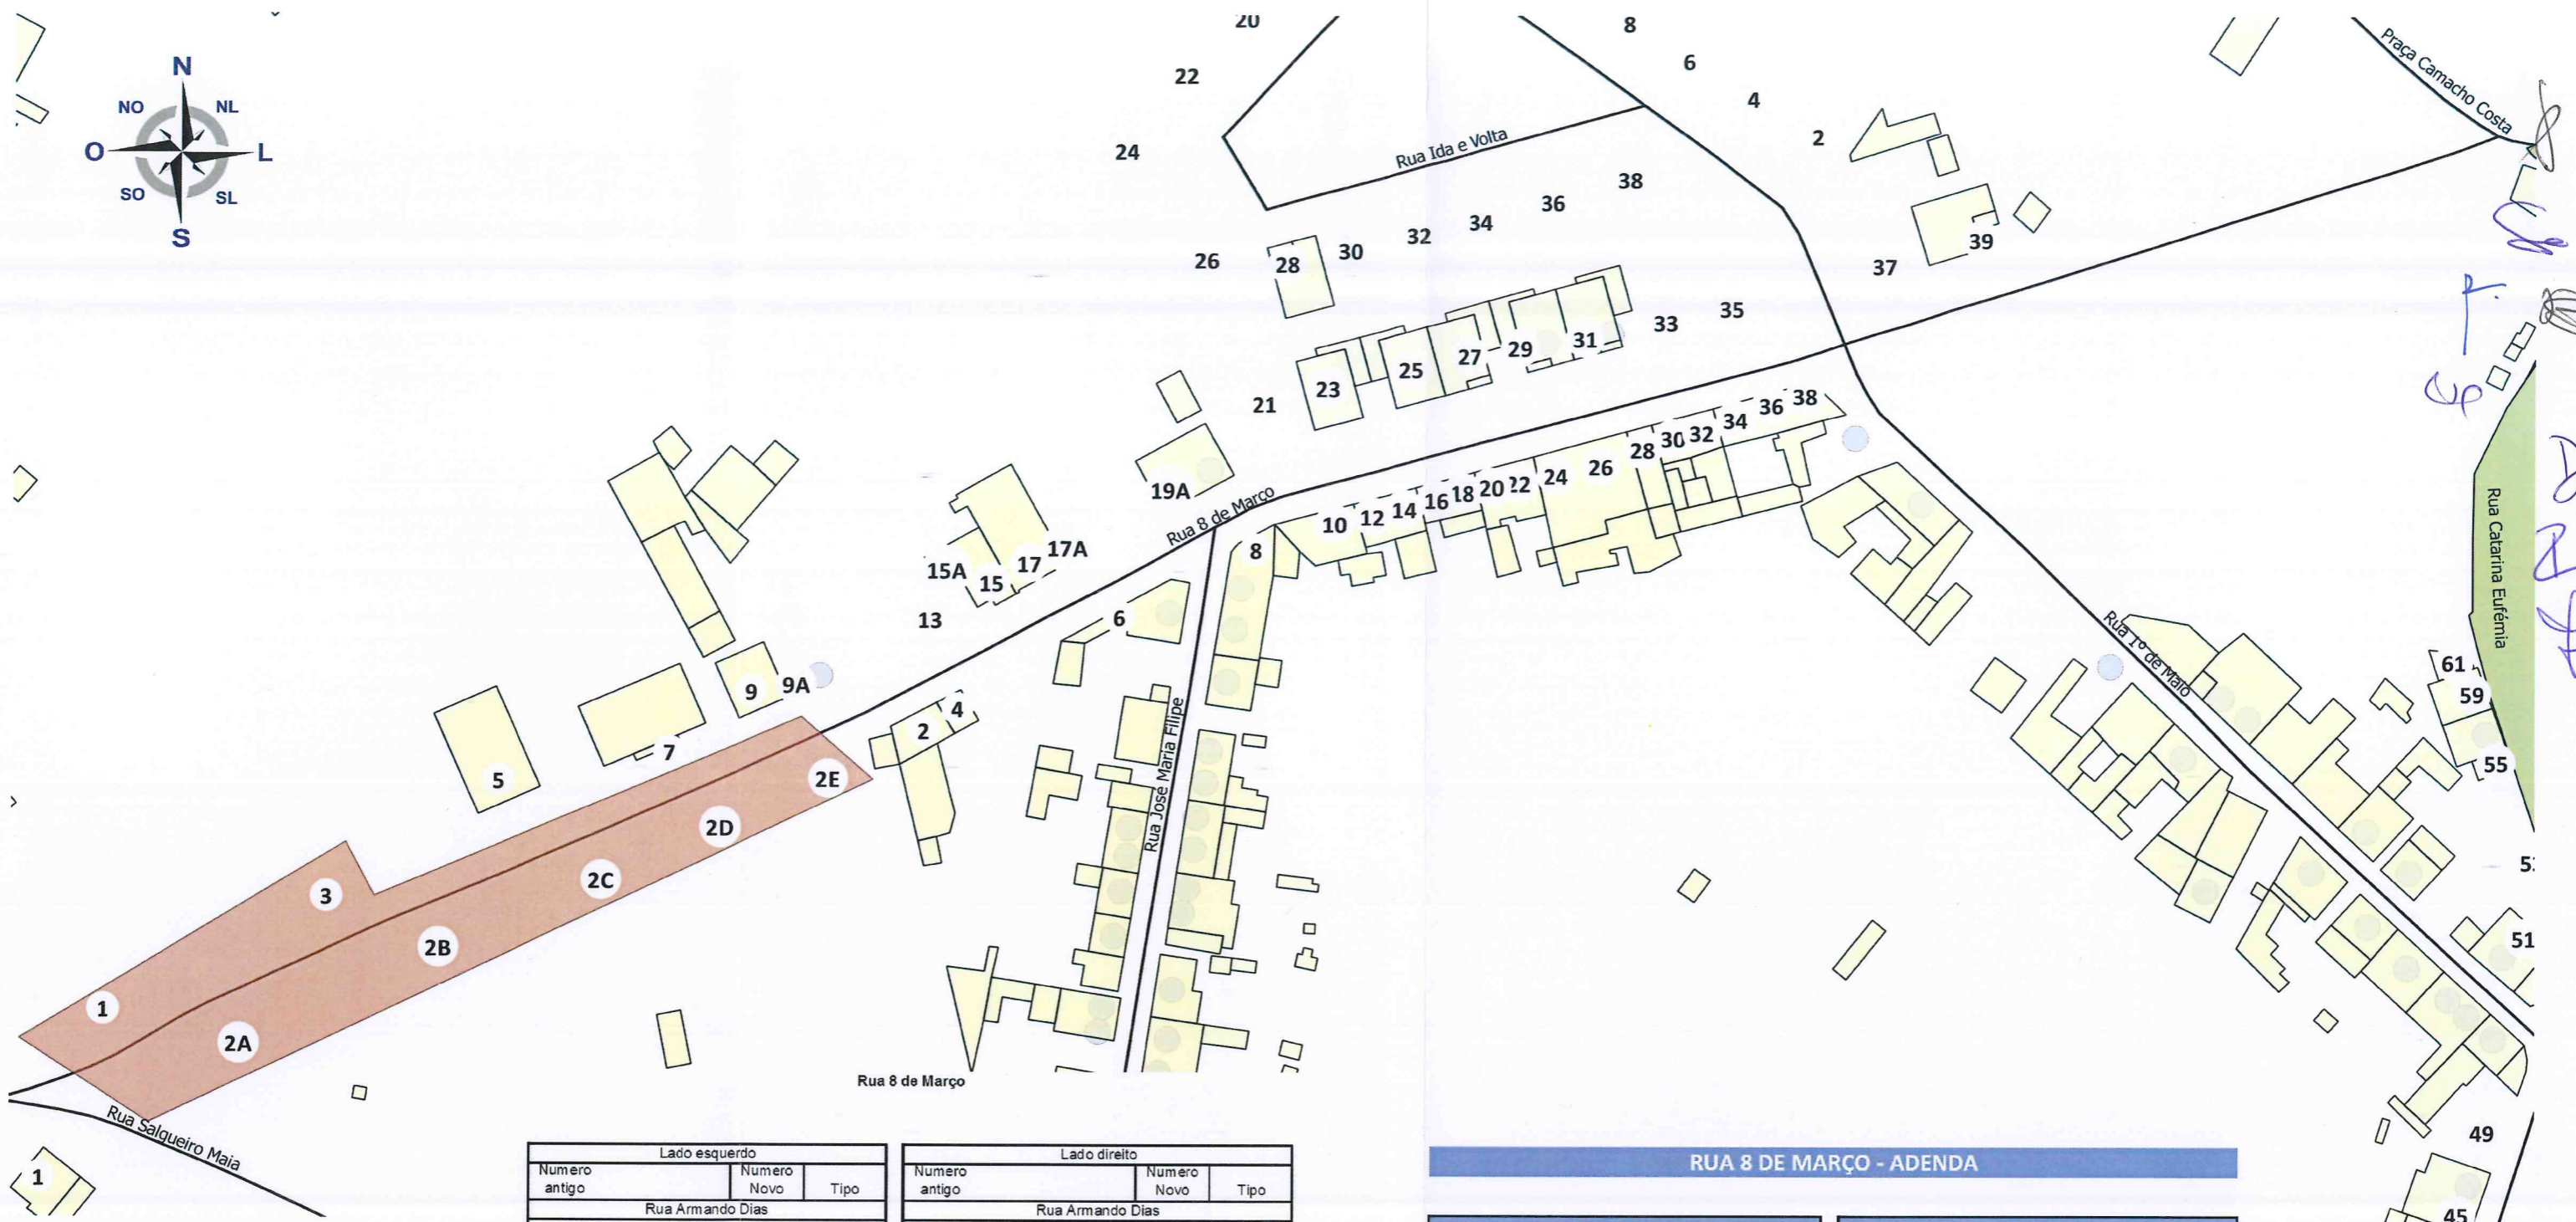 N
NO
NL
O
L
SO
SL
S
20
22
24
26
28
30
32
34
36
38
8
6
4
2
37
39
Praça Camacho Costa
Rua Ida e Volta
21
23
25
27
29
31
33
35
19A
Rua 8 de Março
15A
15
17
17A
13
9
9A
7
5
3
1
2A
2B
2C
2D
2E
2
4
6
8
10
12
14
16
18
20
22
24
26
28
30
32
34
36
38
Rua José Maria Filipe
Rua 1º de Maio
Rua Catarina Eufémia
61
59
55
51
49
45
Rua Salgueiro Maia
1
Rua 8 de Março
Lado esquerdo
Numero antigo
Numero Novo
Tipo
Rua Armando Dias
Lado direito
Numero antigo
Numero Novo
Tipo
Rua Armando Dias
RUA 8 DE MARÇO - ADENDA